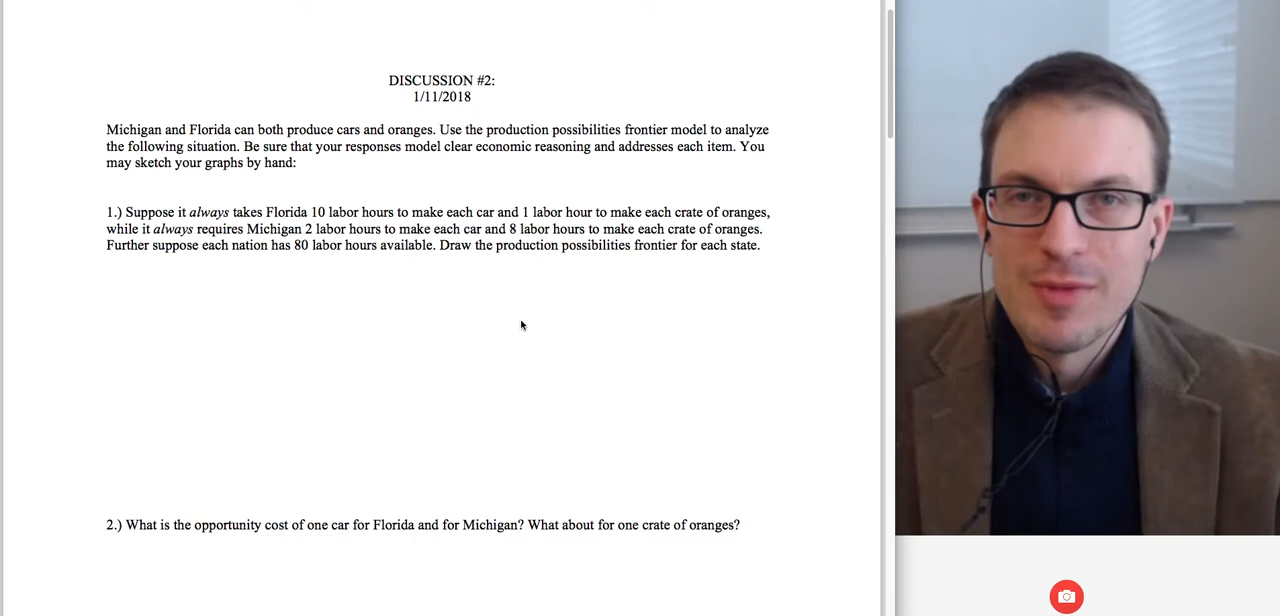 DISCUSSION #2:
1/11/2018
Michigan and Florida can both produce cars and oranges. Use the production possibilities frontier model to analyze
the following situation. Be sure that your responses model clear economic reasoning and addresses each item. You
may sketch your graphs by hand:
1.) Suppose it always takes Florida 10 labor hours to make each car and 1 labor hour to make each crate of oranges,
while it always requires Michigan 2 labor hours to make each car and 8 labor hours to make each crate of oranges.
Further suppose each nation has 80 labor hours available. Draw the production possibilities frontier for each state.
2.) What is the opportunity cost of one car for Florida and for Michigan? What about for one crate of oranges?